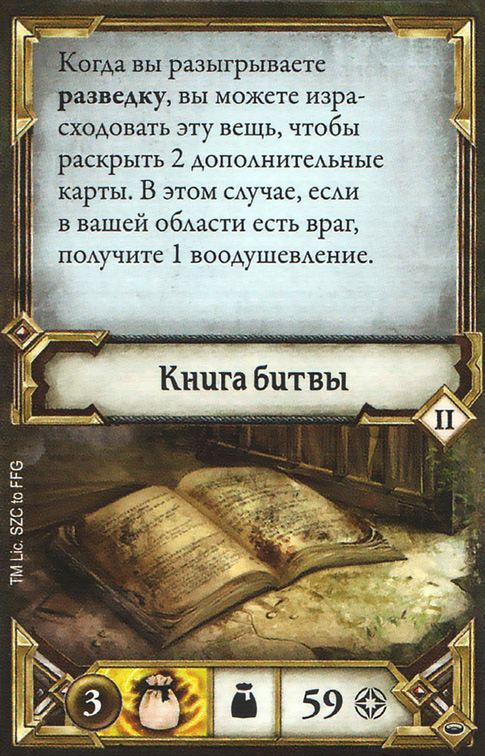 Когда вы разыгрываете
разведку, вы можете изра-
сходовать эту вещь, чтобы
раскрыть 2 дополнительные
карты. В этом случае, если
в вашей области есть враг,
получите 1 воодушевление.
Книга битвы
II
TM Lic. SZC to FFG
3
59